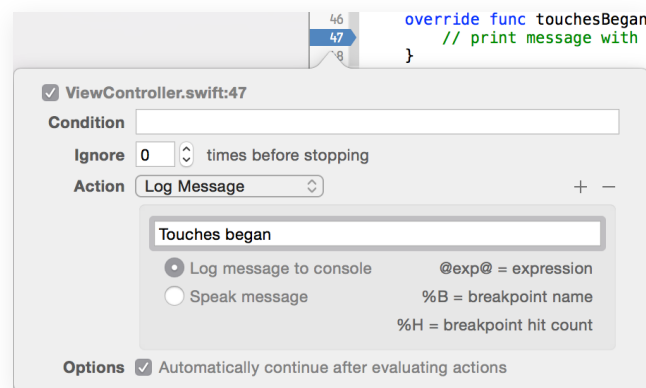 46 override func touchesBegan
47 // print message with
48 }
ViewController.swift:47
Condition
Ignore 0 times before stopping
Action Log Message + −
Touches began
Log message to console @exp@ = expression
Speak message %B = breakpoint name
%H = breakpoint hit count
Options Automatically continue after evaluating actions